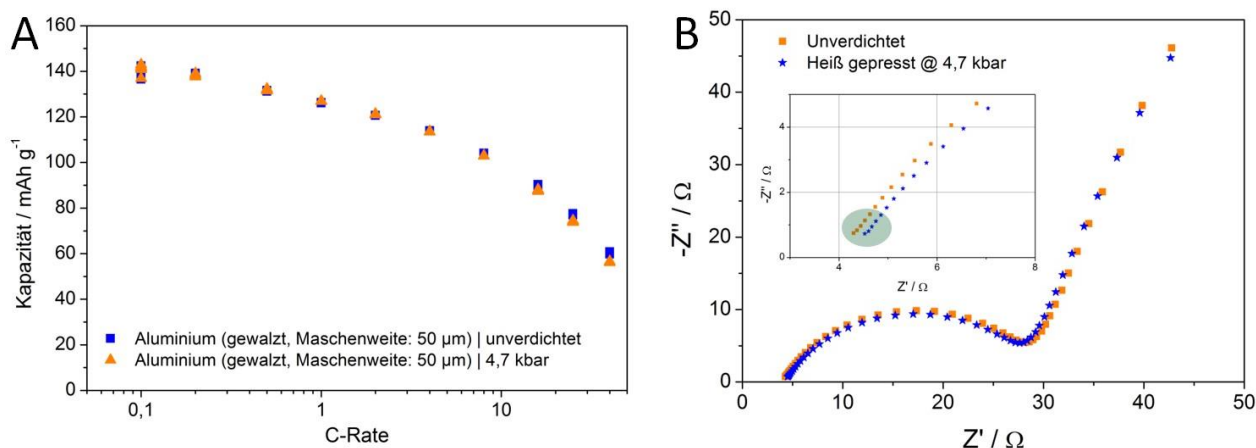 A
160
140
120
100
80
60
40
20
0
Kapazität / mAh g-1
Aluminium (gewalzt, Maschenweite: 50 µm) | unverdichtet
Aluminium (gewalzt, Maschenweite: 50 µm) | 4,7 kbar
0,1 1 10
C-Rate
B
50
40
30
20
10
0
-Z'' / Ω
Unverdichtet
Heiß gepresst @ 4,7 kbar
4
2
0
-Z'' / Ω
4 6 8
Z' / Ω
0 10 20 30 40 50
Z' / Ω